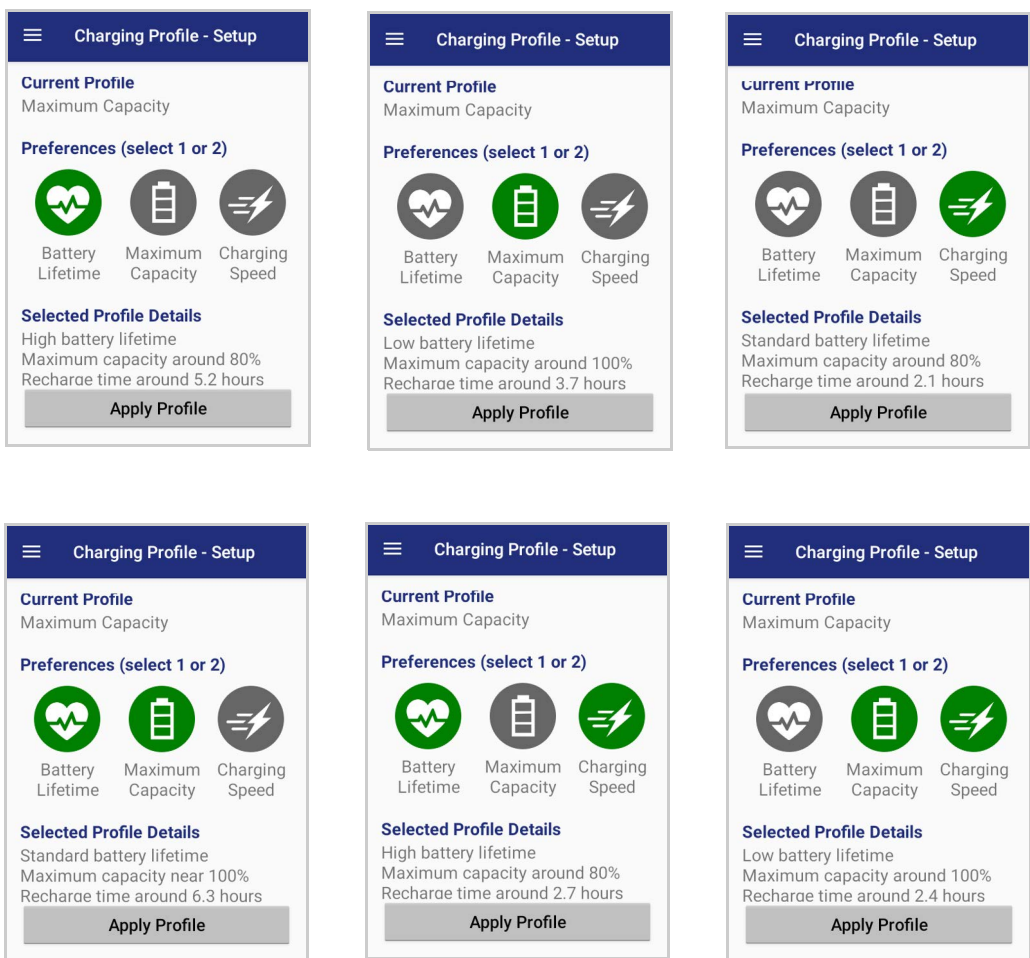 Charging Profile - Setup
Current Profile
Maximum Capacity
Preferences (select 1 or 2)
Battery Lifetime
Maximum Capacity
Charging Speed
Selected Profile Details
High battery lifetime
Maximum capacity around 80%
Recharge time around 5.2 hours
Apply Profile
Charging Profile - Setup
Current Profile
Maximum Capacity
Preferences (select 1 or 2)
Battery Lifetime
Maximum Capacity
Charging Speed
Selected Profile Details
Low battery lifetime
Maximum capacity around 100%
Recharge time around 3.7 hours
Apply Profile
Charging Profile - Setup
Current Profile
Maximum Capacity
Preferences (select 1 or 2)
Battery Lifetime
Maximum Capacity
Charging Speed
Selected Profile Details
Standard battery lifetime
Maximum capacity around 80%
Recharge time around 2.1 hours
Apply Profile
Charging Profile - Setup
Current Profile
Maximum Capacity
Preferences (select 1 or 2)
Battery Lifetime
Maximum Capacity
Charging Speed
Selected Profile Details
Standard battery lifetime
Maximum capacity near 100%
Recharge time around 6.3 hours
Apply Profile
Charging Profile - Setup
Current Profile
Maximum Capacity
Preferences (select 1 or 2)
Battery Lifetime
Maximum Capacity
Charging Speed
Selected Profile Details
High battery lifetime
Maximum capacity around 80%
Recharge time around 2.7 hours
Apply Profile
Charging Profile - Setup
Current Profile
Maximum Capacity
Preferences (select 1 or 2)
Battery Lifetime
Maximum Capacity
Charging Speed
Selected Profile Details
Low battery lifetime
Maximum capacity around 100%
Recharge time around 2.4 hours
Apply Profile